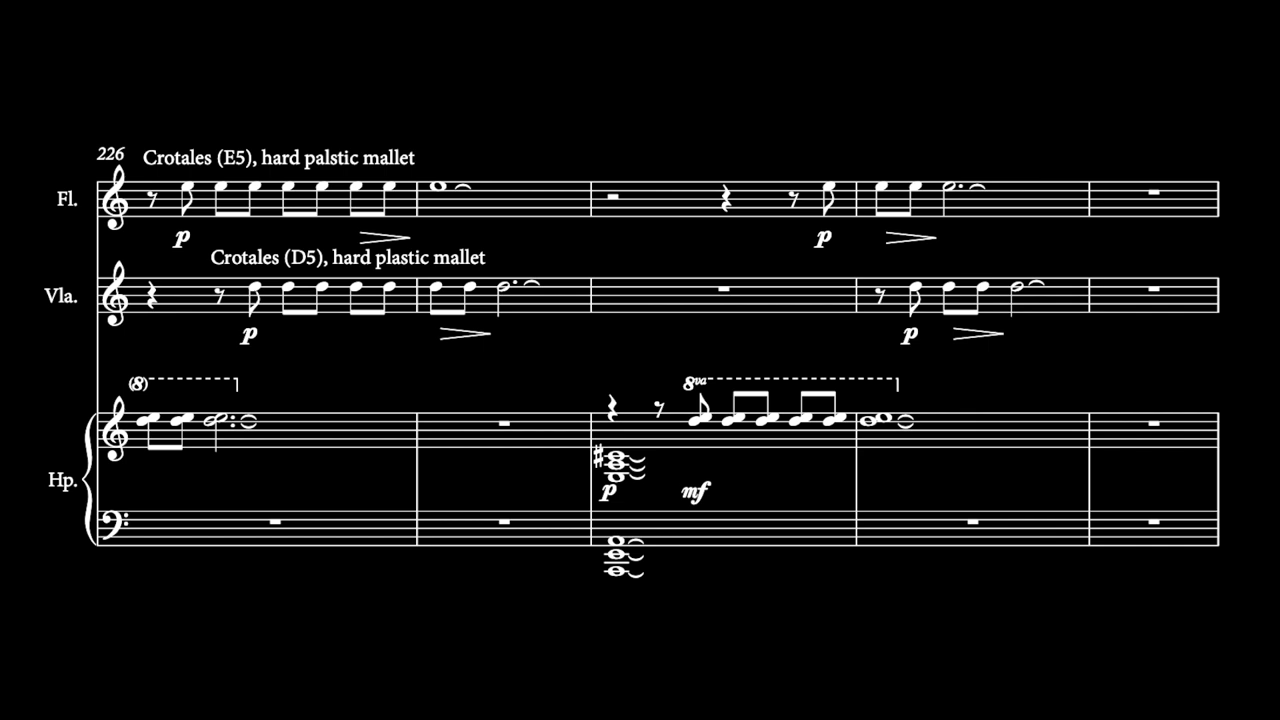 226
Crotales (E5), hard palstic mallet
Fl.
p
p
Crotales (D5), hard plastic mallet
Vla.
p
p
(8)
8va
Hp.
p mf